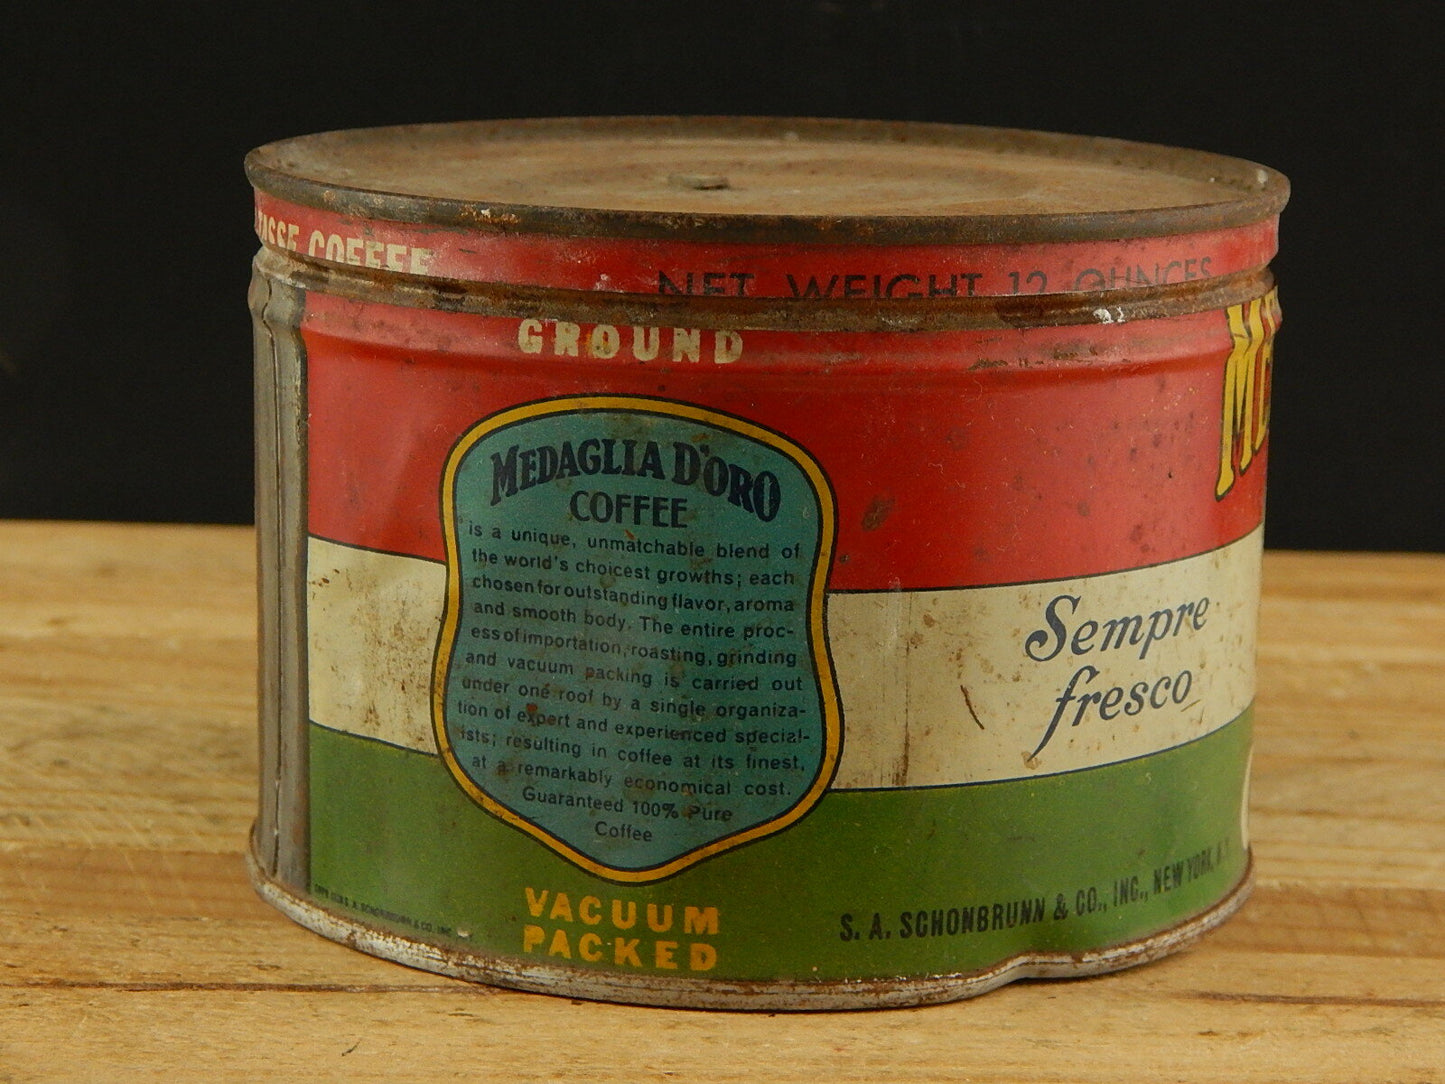 COFFEE
NET WEIGHT 12 OUNCES
GROUND
MEDAGLIA D'ORO
COFFEE
is a unique, unmatchable blend of
the world's choicest growths; each
chosen for outstanding flavor, aroma
and smooth body. The entire proc-
ess of importation, roasting, grinding
and vacuum packing is carried out
under one roof by a single organiza-
tion of expert and experienced special-
ists; resulting in coffee at its finest,
at a remarkably economical cost.
Guaranteed 100% Pure
Coffee
Sempre
fresco
VACUUM
PACKED
S. A. SCHONBRUNN & CO., INC., NEW YORK,
S. A. SCHONBRUNN & CO. INC.